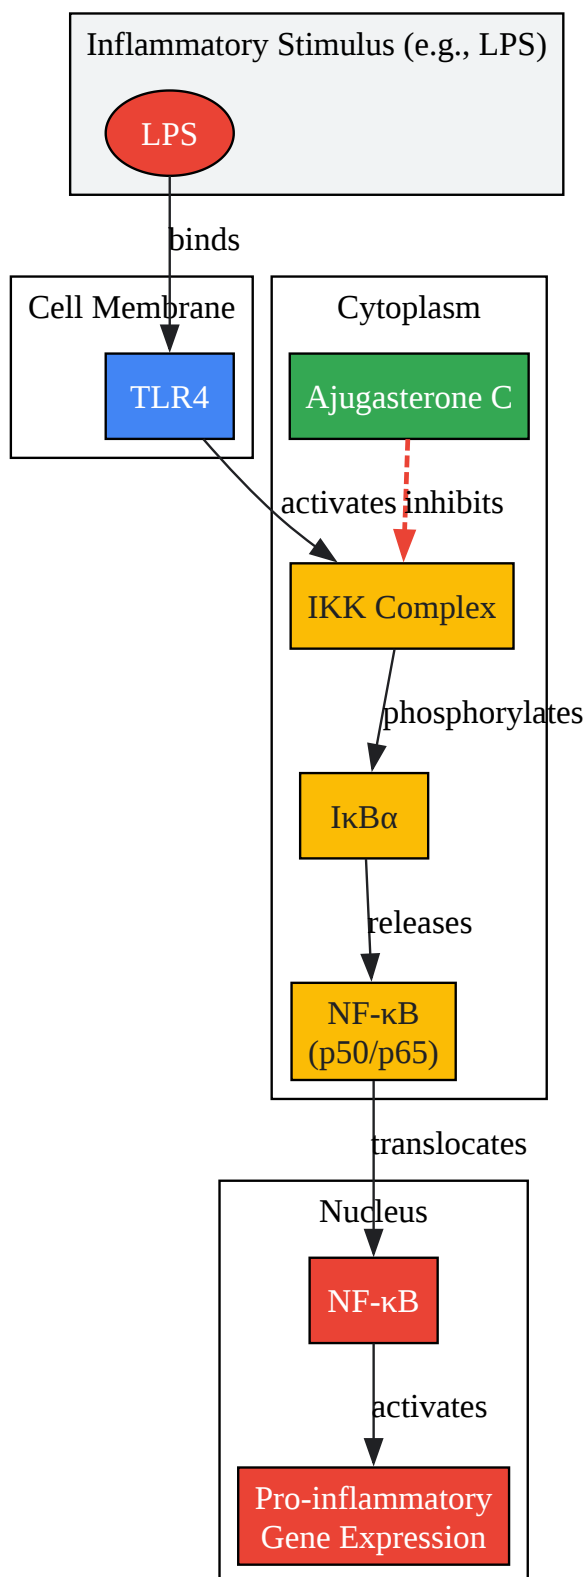 Inflammatory Stimulus (e.g., LPS)
LPS
binds
Cell Membrane
Cytoplasm
TLR4
Ajugasterone C
activates
inhibits
IKK Complex
phosphorylates
IκBα
releases
NF-κB
(p50/p65)
translocates
Nucleus
NF-κB
activates
Pro-inflammatory
Gene Expression